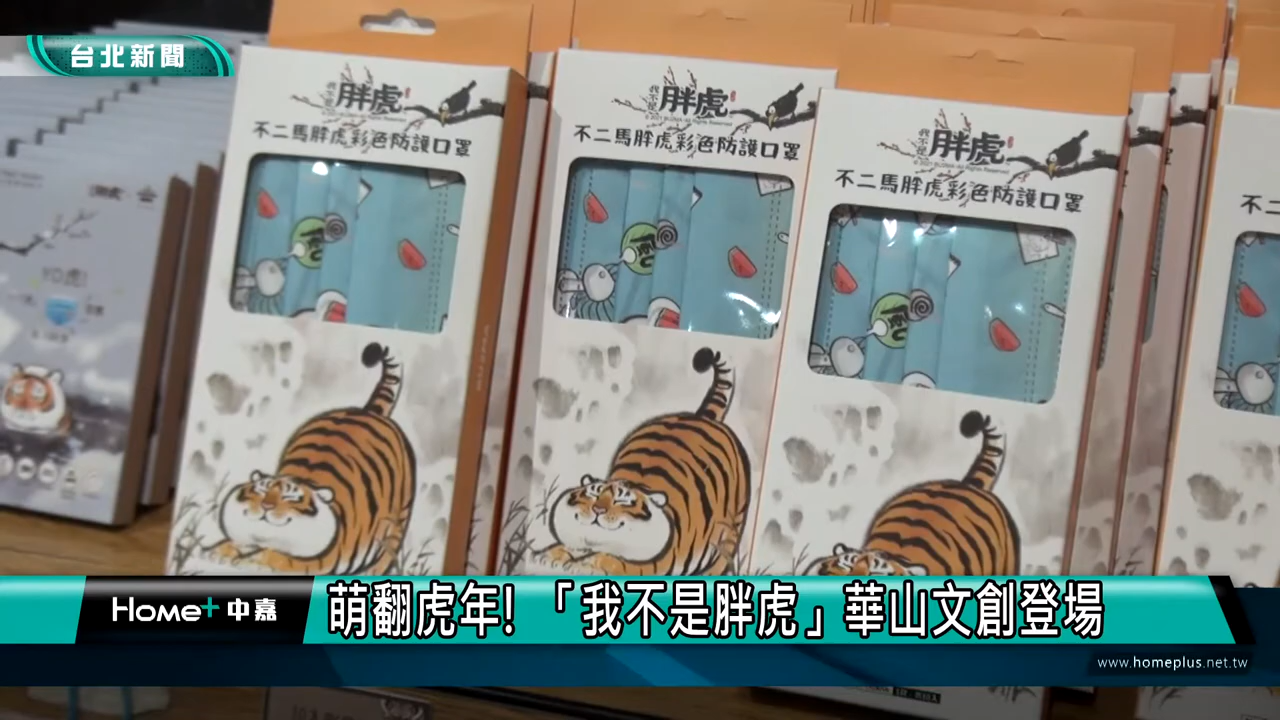 台北新聞
我不是胖虎
不二馬胖虎彩色防護口罩
我不是胖虎
不二馬胖虎彩色防護口罩
我不是胖虎
不二馬胖虎彩色防護口罩
不二
YO虎!
Home+中嘉
萌翻虎年!「我不是胖虎」華山文創登場
www.homeplus.net.tw